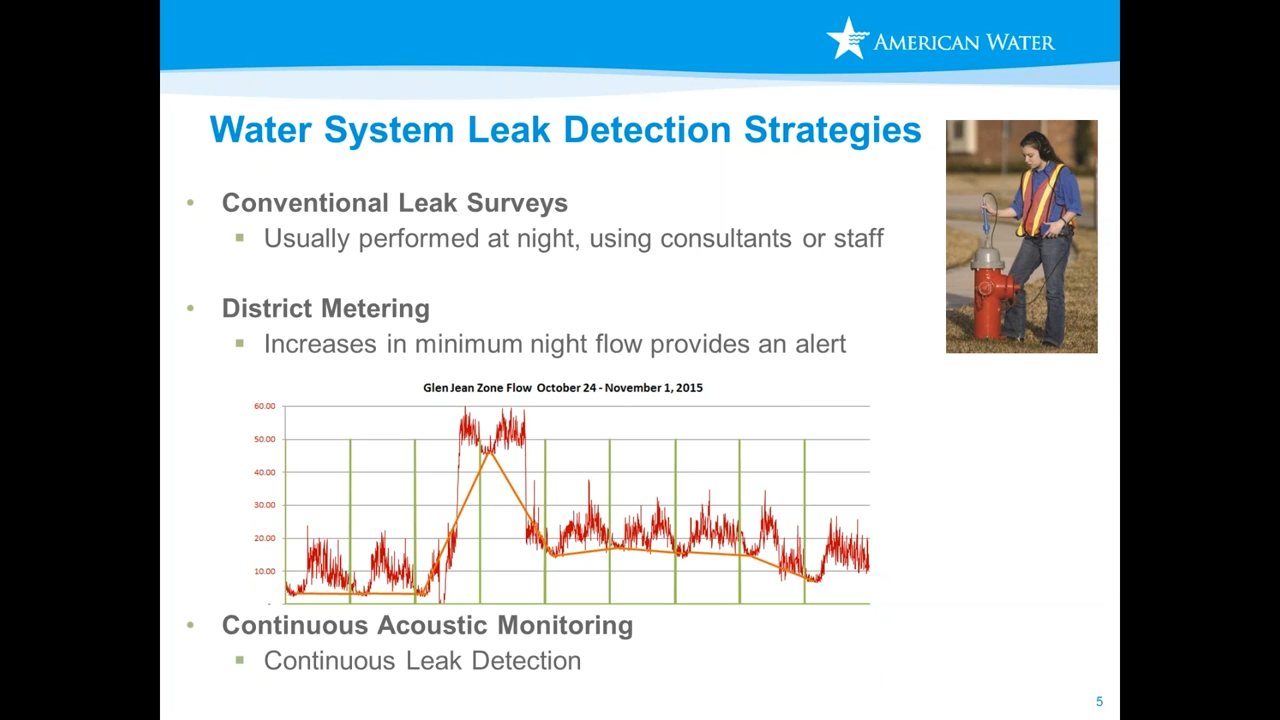 AMERICAN WATER
Water System Leak Detection Strategies
• Conventional Leak Surveys
▪ Usually performed at night, using consultants or staff
• District Metering
▪ Increases in minimum night flow provides an alert
Glen Jean Zone Flow October 24 - November 1, 2015
60.00
50.00
40.00
30.00
20.00
10.00
-
• Continuous Acoustic Monitoring
▪ Continuous Leak Detection
5